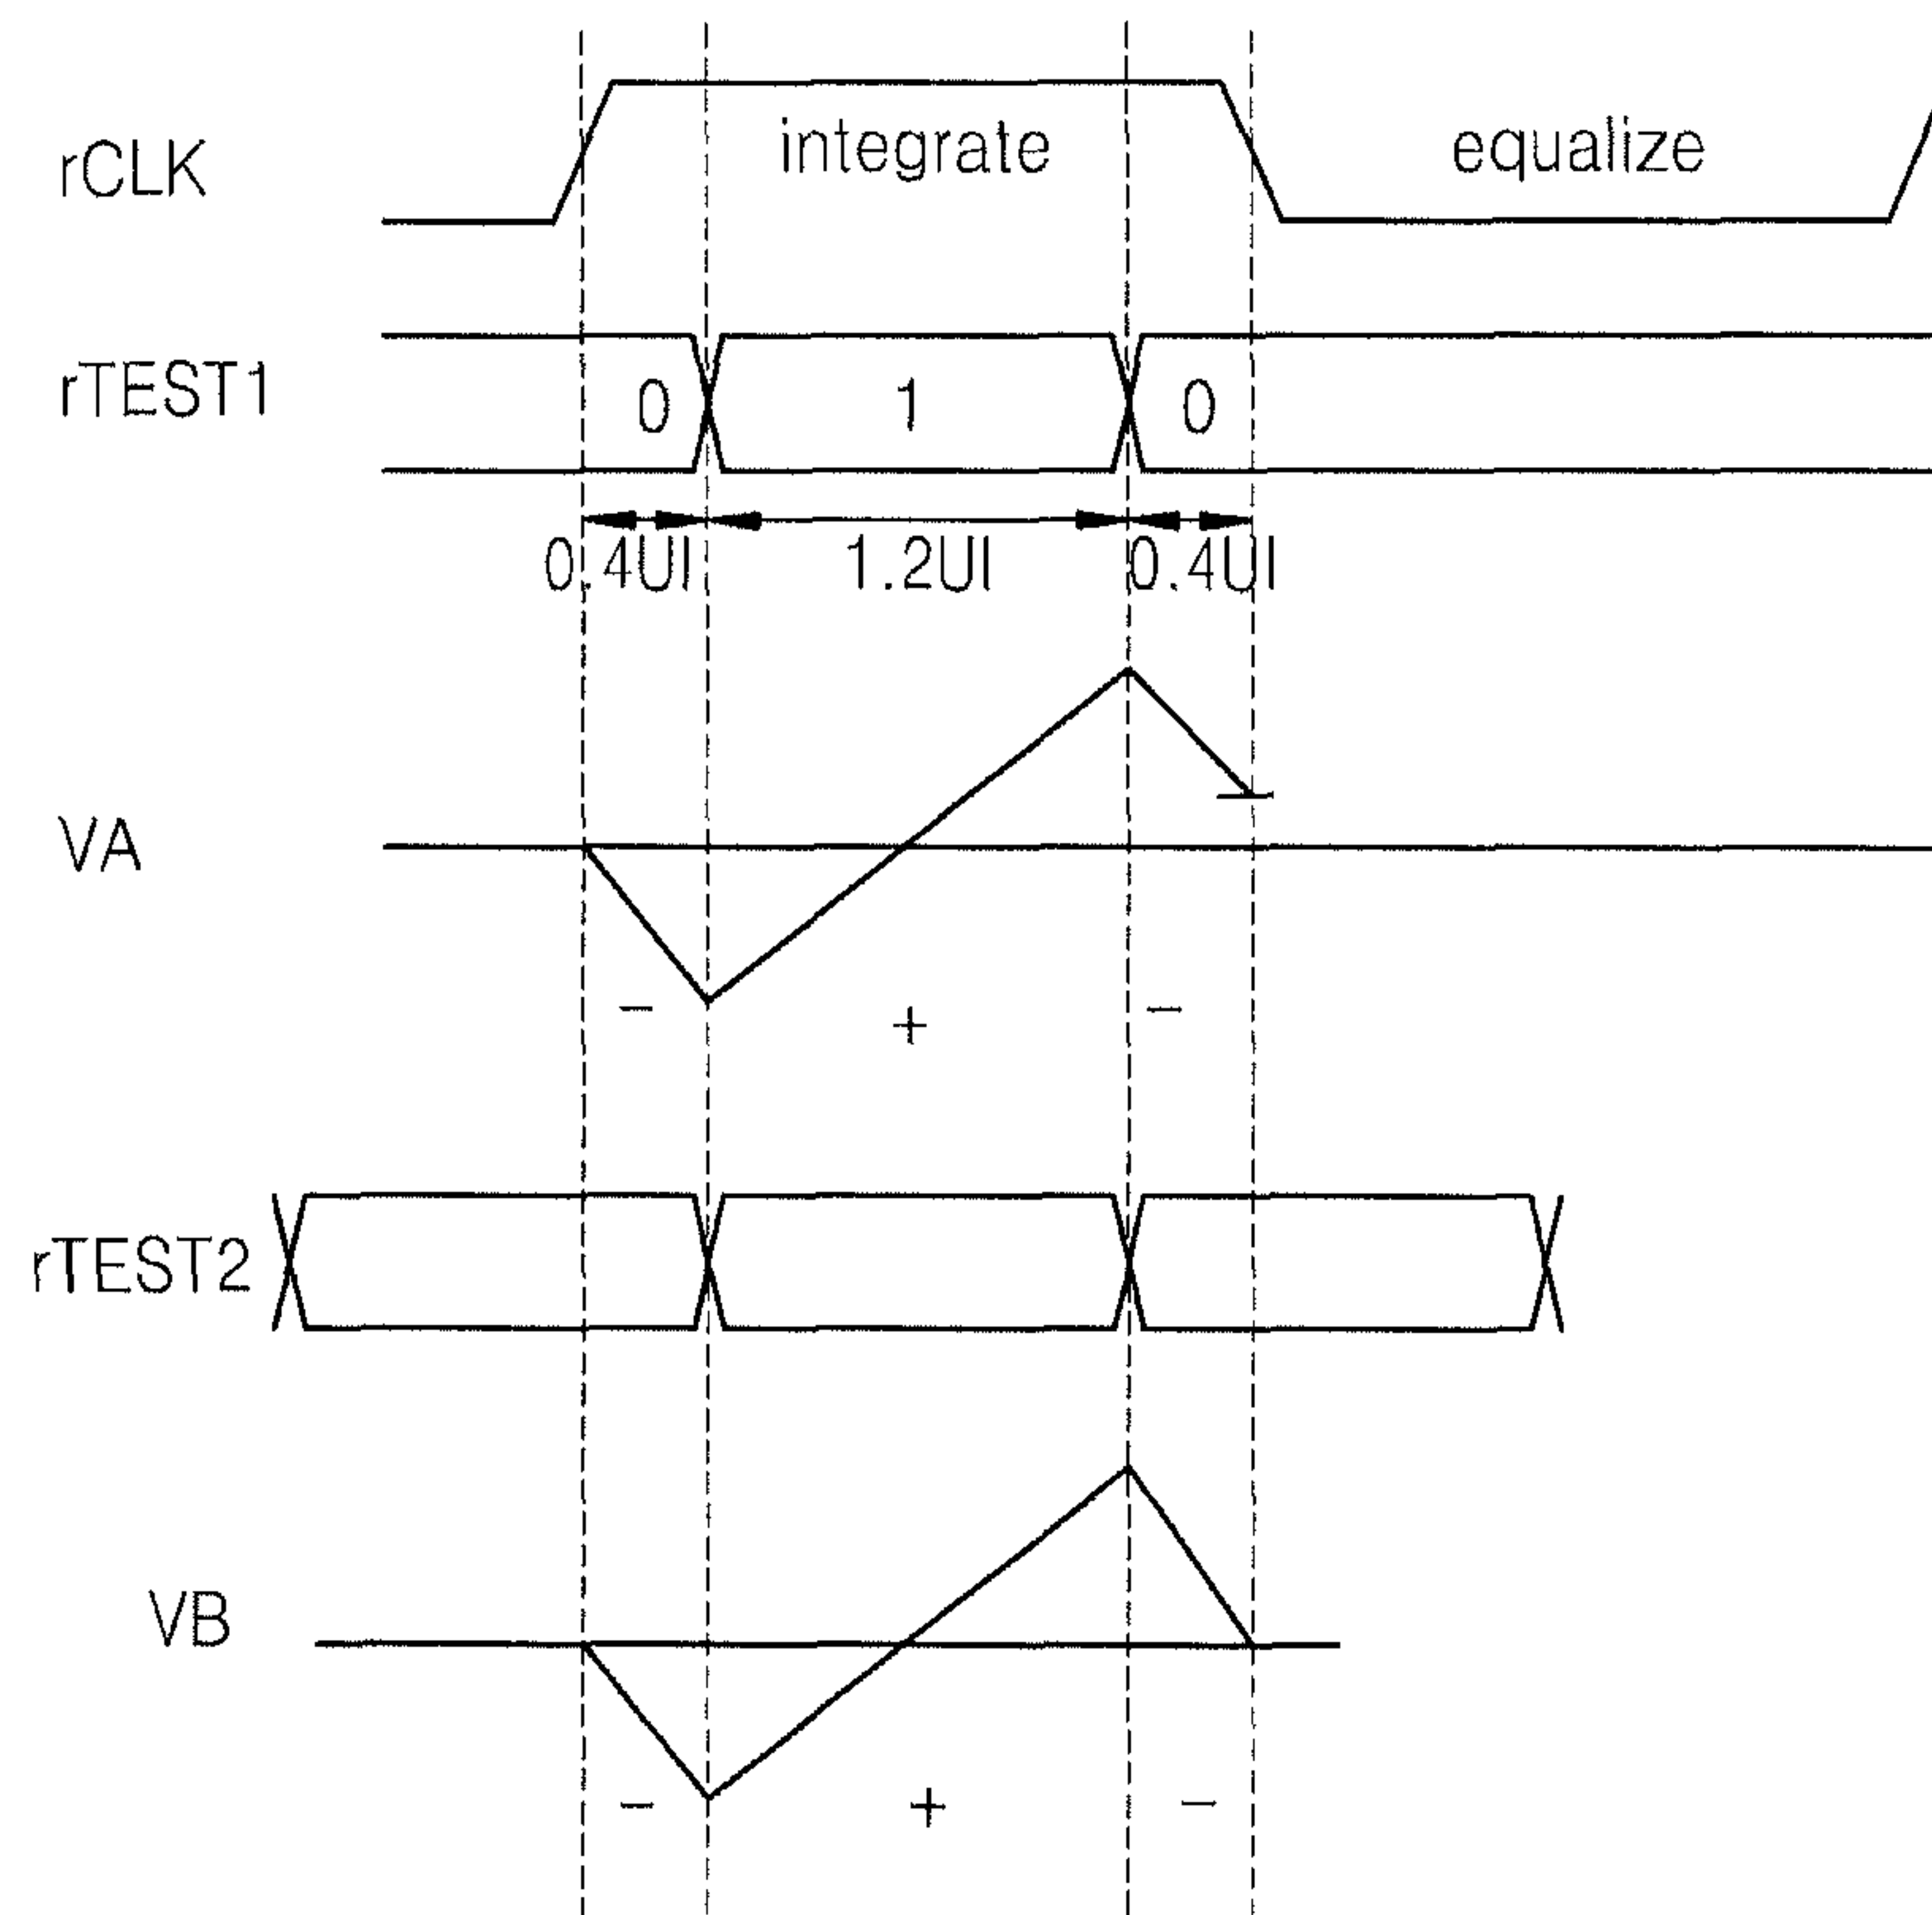 rCLK integrate equalize
rTEST1 0 1 0
0.4UI 1.2UI 0.4UI
VA
− + −
rTEST2
VB
− + −